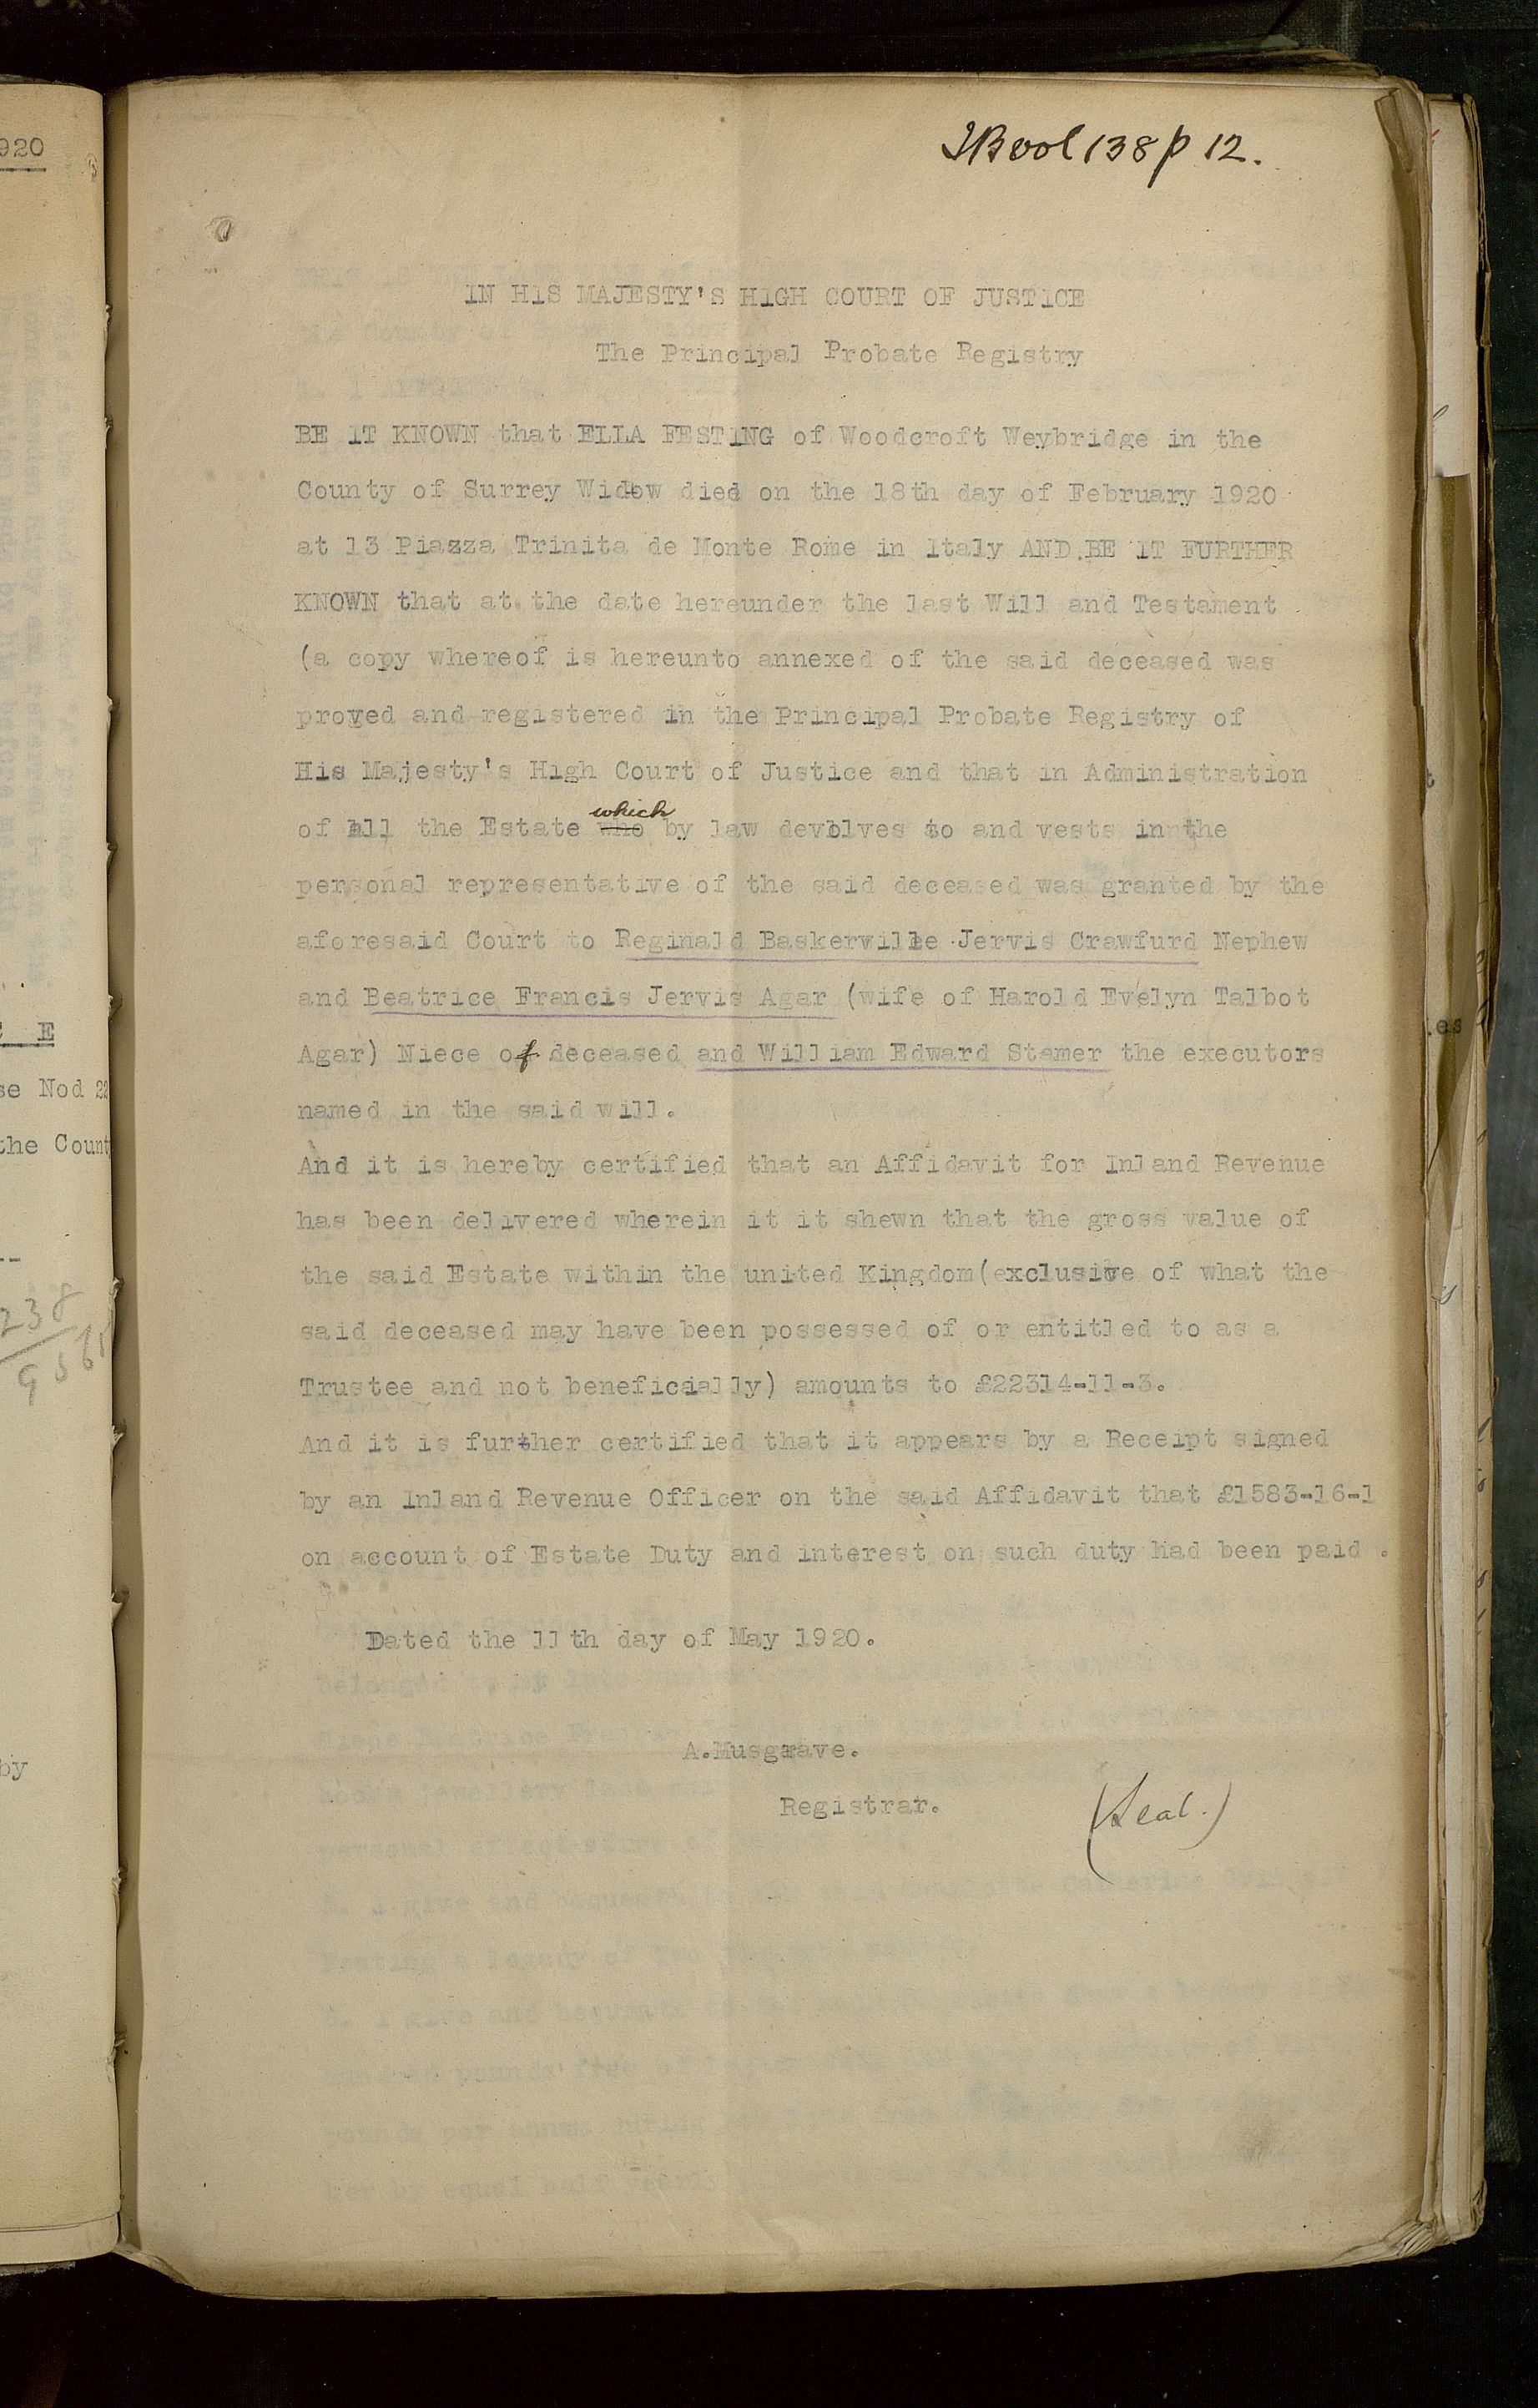 920
JB vol 138 p 12.
IN HIS MAJESTY'S HIGH COURT OF JUSTICE
The Principal Probate Registry
BE IT KNOWN that ELLA FESTING of Woodcroft Weybridge in the
County of Surrey Widow died on the 18th day of February 1920
at 13 Piazza Trinita de Monte Rome in Italy AND BE IT FURTHER
KNOWN that at the date hereunder the last Will and Testament
(a copy whereof is hereunto annexed of the said deceased was
proved and registered in the Principal Probate Registry of
His Majesty's High Court of Justice and that in Administration
which
of all the Estate who by law devolves to and vests in the
personal representative of the said deceased was granted by the
aforesaid Court to Reginald Baskerville Jervis Crawfurd Nephew
and Beatrice Francis Jervis Agar (wife of Harold Evelyn Talbot
Agar) Niece of deceased and William Edward Stamer the executors
named in the said will.
And it is hereby certified that an Affidavit for Inland Revenue
has been delivered wherein it it shewn that the gross value of
the said Estate within the united Kingdom(exclusive of what the
said deceased may have been possessed of or entitled to as a
Trustee and not beneficially) amounts to £22314-11-3.
And it is further certified that it appears by a Receipt signed
by an Inland Revenue Officer on the said Affidavit that £1583-16-1
on account of Estate Duty and interest on such duty had been paid .
Dated the 11th day of May 1920.
A.Musgrave.
Registrar.
(Seal.)
C E
se Nod 22
the Count
238
by
es